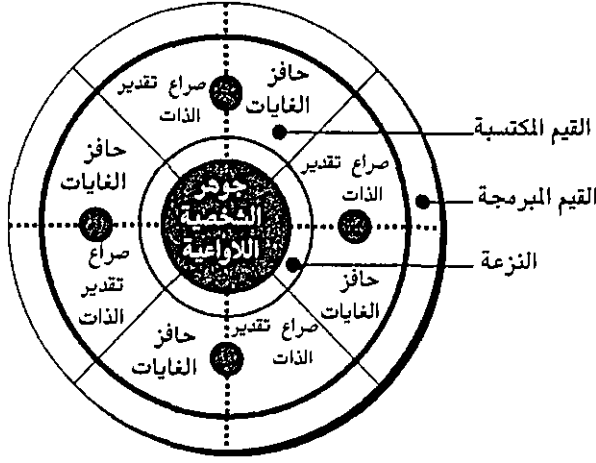 حافز
الغايات
صراع تقدير
الذات
القيم المكتسبة
صراع تقدير
الذات
القيم المبرمجة
حافز
الغايات
جوهر
الشخصية
اللاواعية
النزعة
صراع
تقدير
الذات
حافز
الغايات
صراع تقدير
الذات
حافز
الغايات